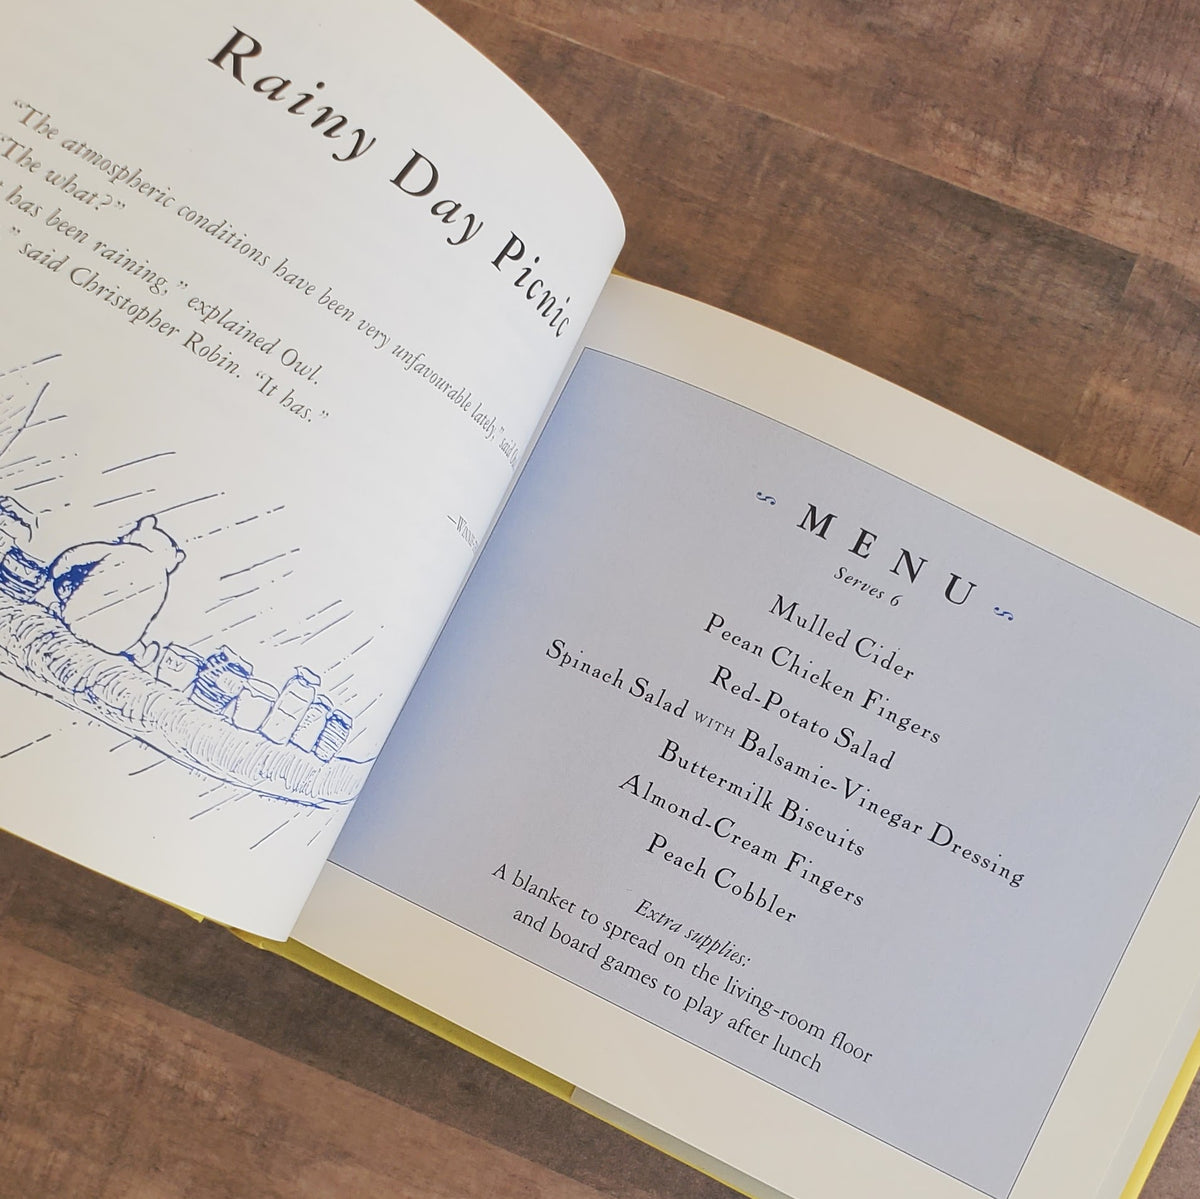 Rainy Day Picnic
“The atmospheric conditions have been very unfavourable lately,” said
“The what?”
has been raining,” explained Owl.
” said Christopher Robin. “It has.”
MENU
Serves 6
Mulled Cider
Pecan Chicken Fingers
Red-Potato Salad
Spinach Salad WITH Balsamic-Vinegar Dressing
Buttermilk Biscuits
Almond-Cream Fingers
Peach Cobbler
Extra supplies:
A blanket to spread on the living-room floor
and board games to play after lunch